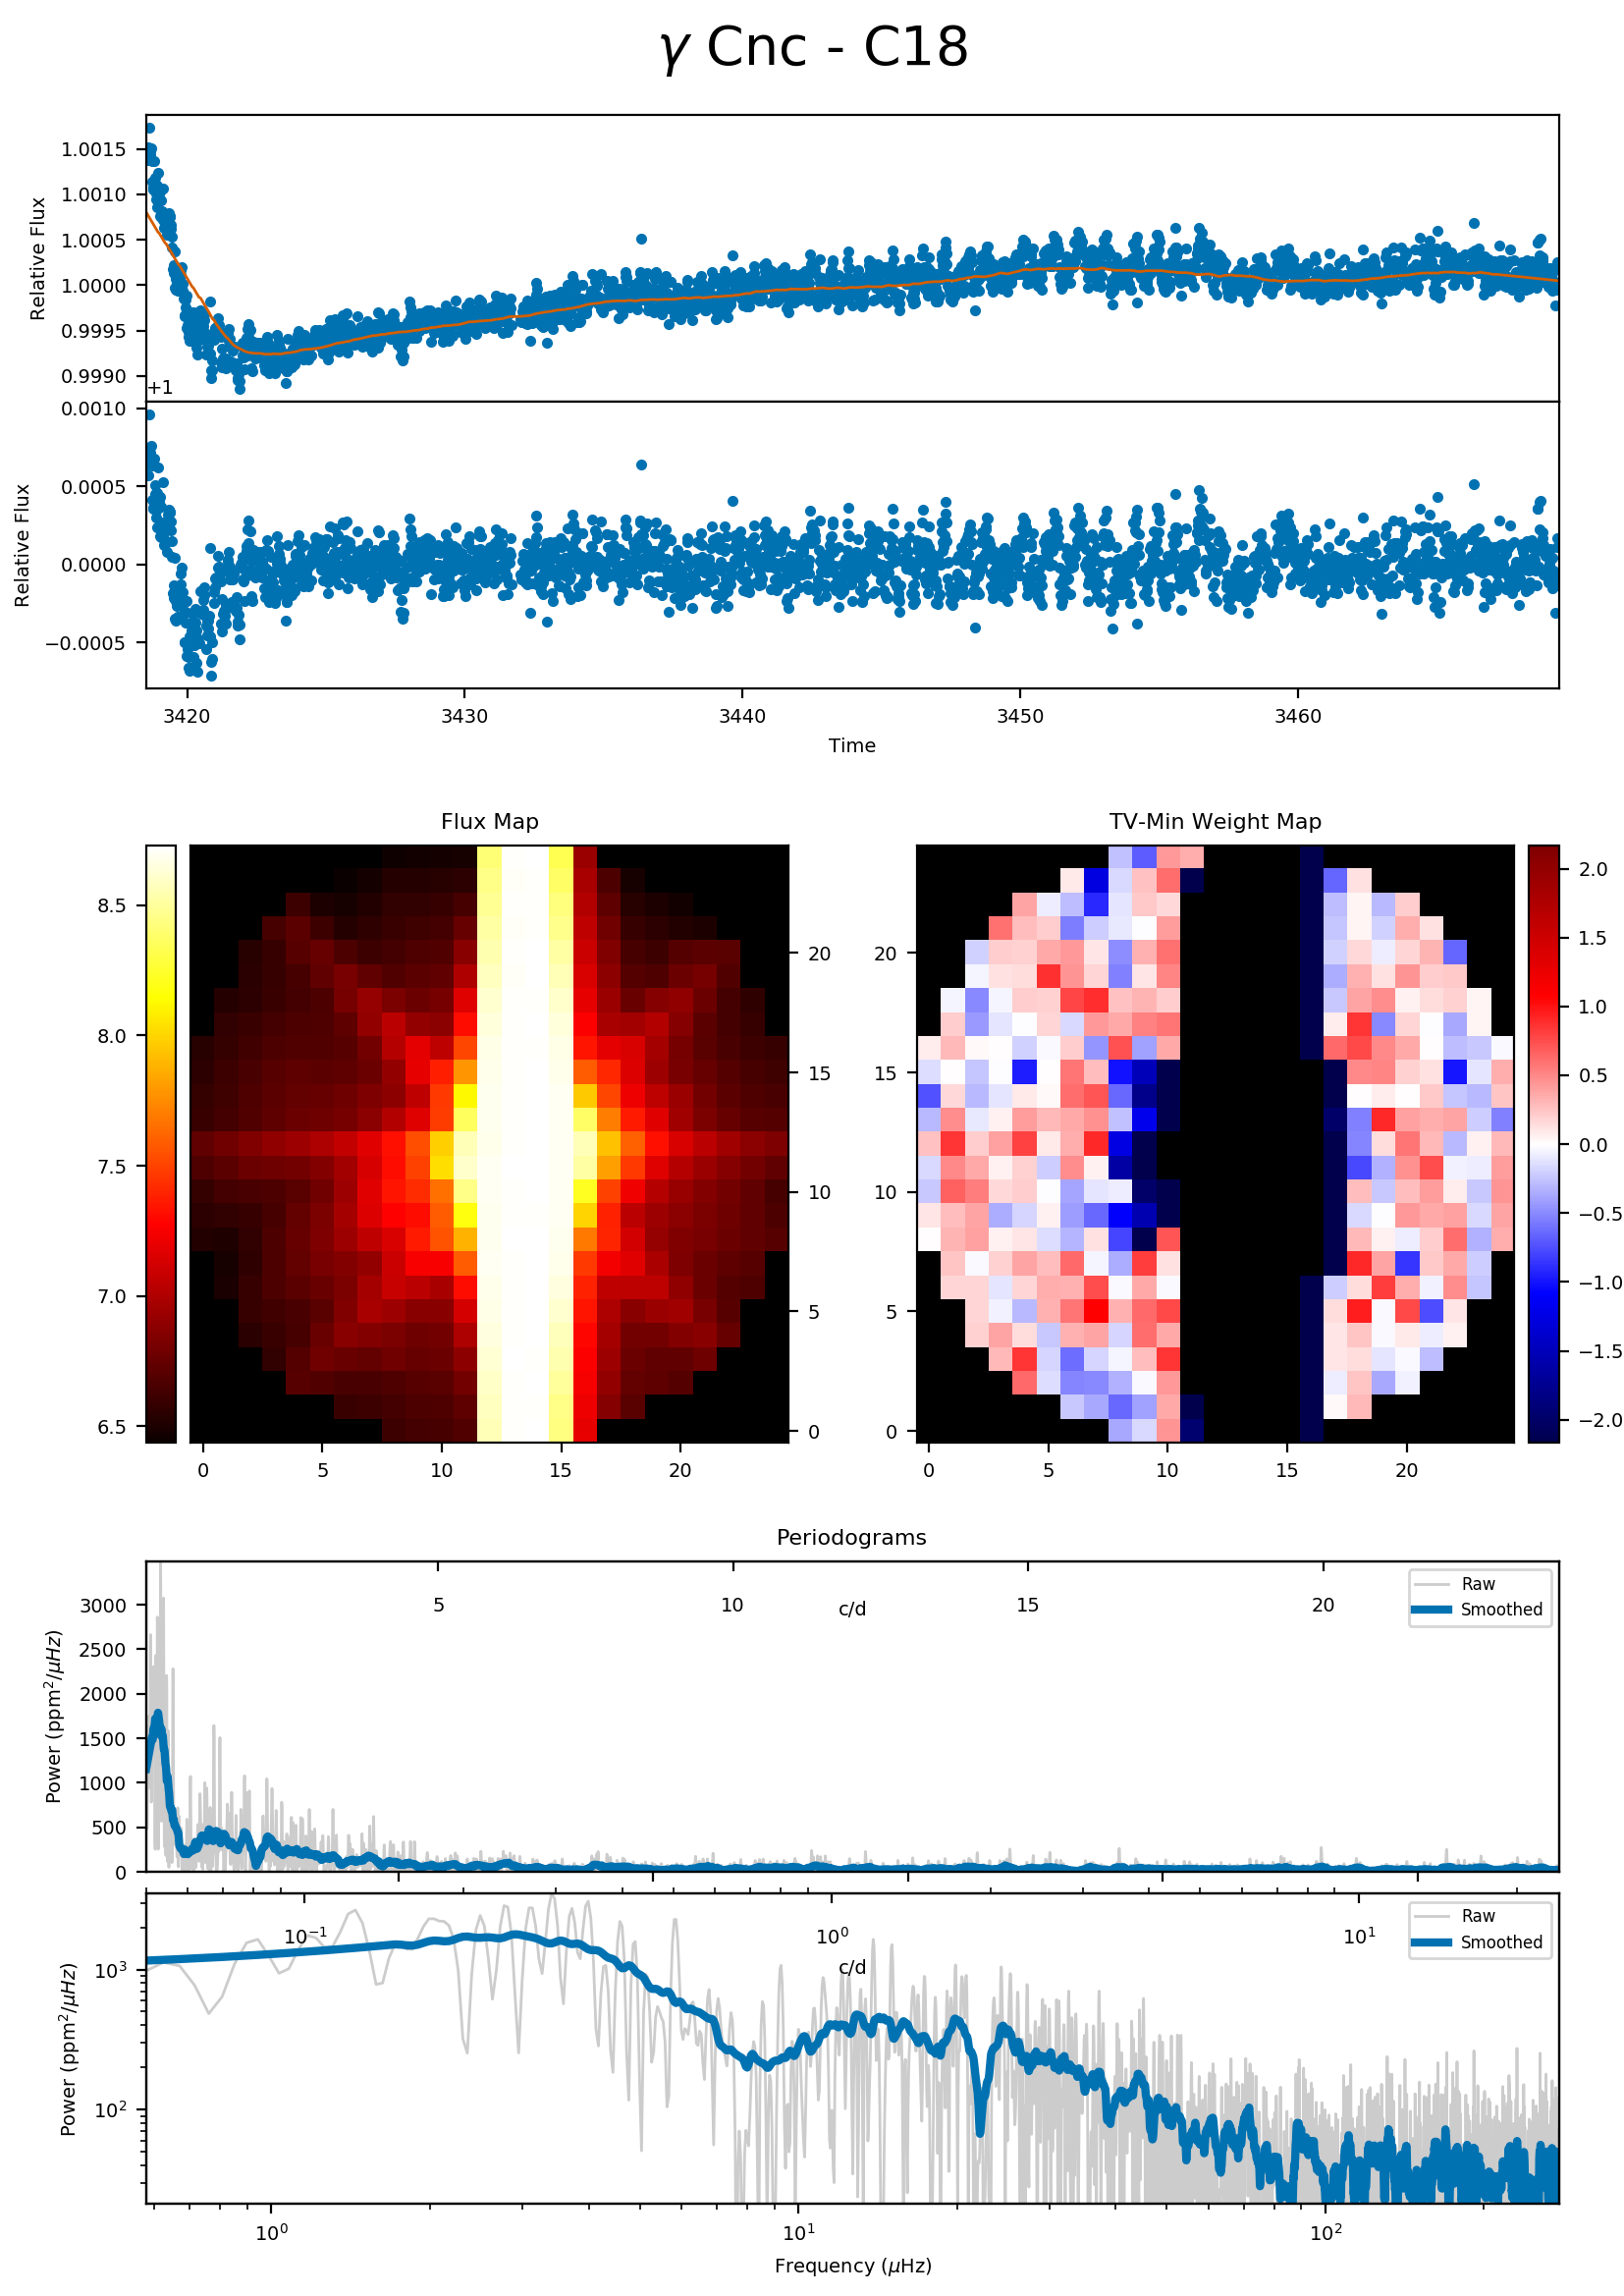 γ Cnc - C18
1.0015
1.0010
1.0005
1.0000
0.9995
0.9990
Relative Flux
+1
0.0010
0.0005
0.0000
−0.0005
Relative Flux
3420 3430 3440 3450 3460
Time
Flux Map
8.5
8.0
7.5
7.0
6.5
20
15
10
5
0
0 5 10 15 20
TV-Min Weight Map
20
15
10
5
0
0 5 10 15 20
2.0
1.5
1.0
0.5
0.0
−0.5
−1.0
−1.5
−2.0
Periodograms
5 10 15 20
c/d
Raw
Smoothed
3000
2500
2000
1500
1000
500
0
Power (ppm²/μHz)
10⁻¹ 10⁰ 10¹
c/d
Raw
Smoothed
10³
10²
Power (ppm²/μHz)
10⁰ 10¹ 10²
Frequency (μHz)